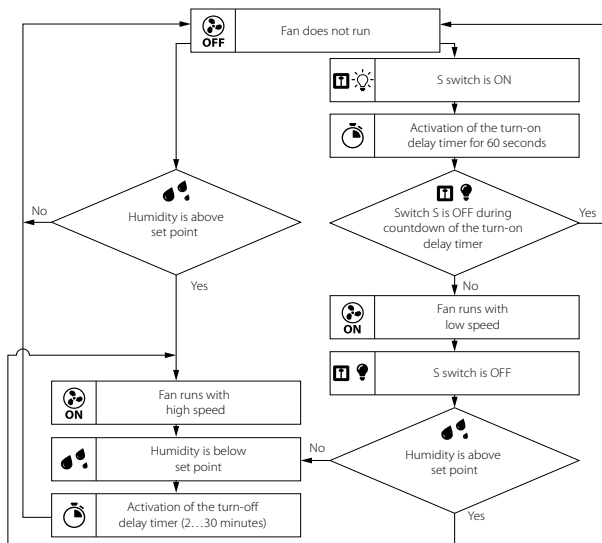 OFF
Fan does not run
S switch is ON
Activation of the turn-on
delay timer for 60 seconds
No
Humidity is above
set point
Yes
Switch S is OFF during
countdown of the turn-on
delay timer
Yes
No
ON
Fan runs with
low speed
S switch is OFF
ON
Fan runs with
high speed
Humidity is below
set point
No
Humidity is above
set point
Yes
Activation of the turn-off
delay timer (2…30 minutes)